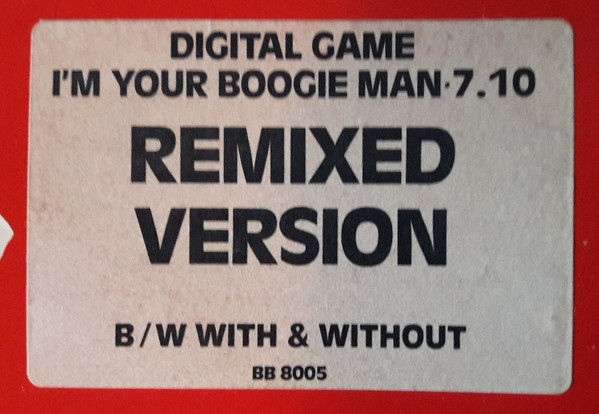 DIGITAL GAME
I'M YOUR BOOGIE MAN·7.10
REMIXED
VERSION
B/W WITH & WITHOUT
BB 8005